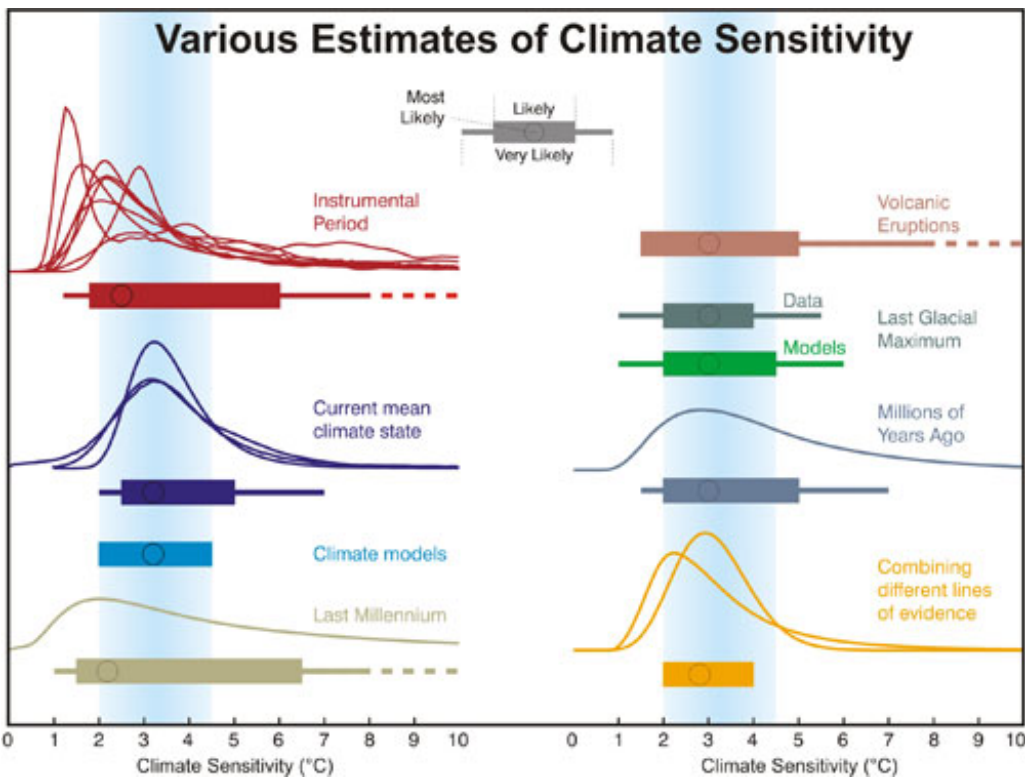 Various Estimates of Climate Sensitivity
Most
Likely
Likely
Very Likely
Instrumental
Period
Current mean
climate state
Climate models
Last Millennium
0 1 2 3 4 5 6 7 8 9 10
Climate Sensitivity (°C)
Volcanic
Eruptions
Data
Last Glacial
Maximum
Models
Millions of
Years Ago
Combining
different lines
of evidence
0 1 2 3 4 5 6 7 8 9 10
Climate Sensitivity (°C)